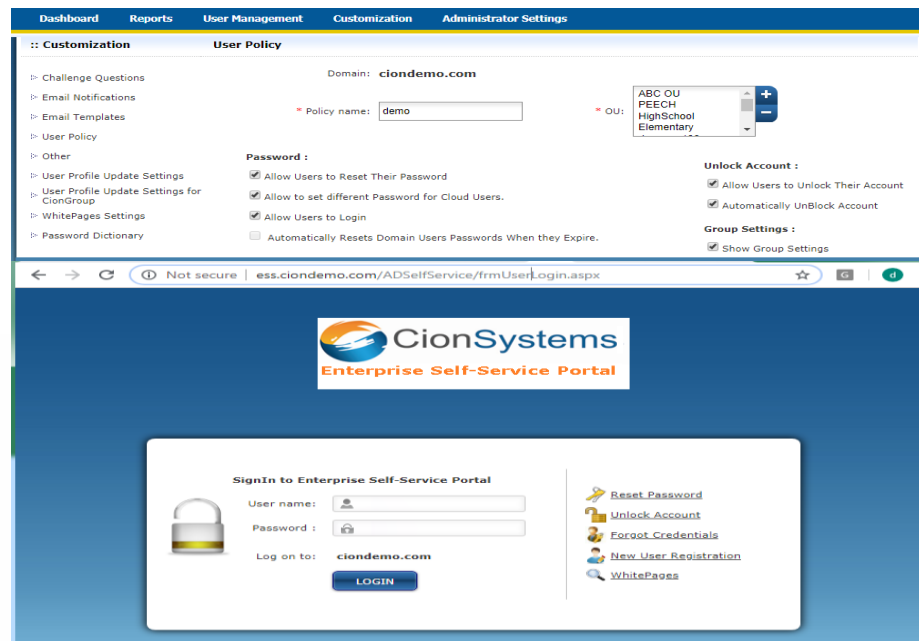 Dashboard Reports User Management Customization Administrator Settings
:: Customization User Policy
Domain: ciondemo.com
Challenge Questions
Email Notifications
Email Templates
User Policy
Other
User Profile Update Settings
User Profile Update Settings for
CionGroup
WhitePages Settings
Password Dictionary
* Policy name: demo
* OU:
ABC OU
PEECH
HighSchool
Elementary
+
−
Password :
Allow Users to Reset Their Password
Allow to set different Password for Cloud Users.
Allow Users to Login
Automatically Resets Domain Users Passwords When they Expire.
Unlock Account :
Allow Users to Unlock Their Account
Automatically UnBlock Account
Group Settings :
Show Group Settings
Not secure | ess.ciondemo.com/ADSelfService/frmUserLogin.aspx
G
d
CionSystems
Enterprise Self-Service Portal
SignIn to Enterprise Self-Service Portal
User name:
Password :
Log on to: ciondemo.com
LOGIN
Reset Password
Unlock Account
Forgot Credentials
New User Registration
WhitePages